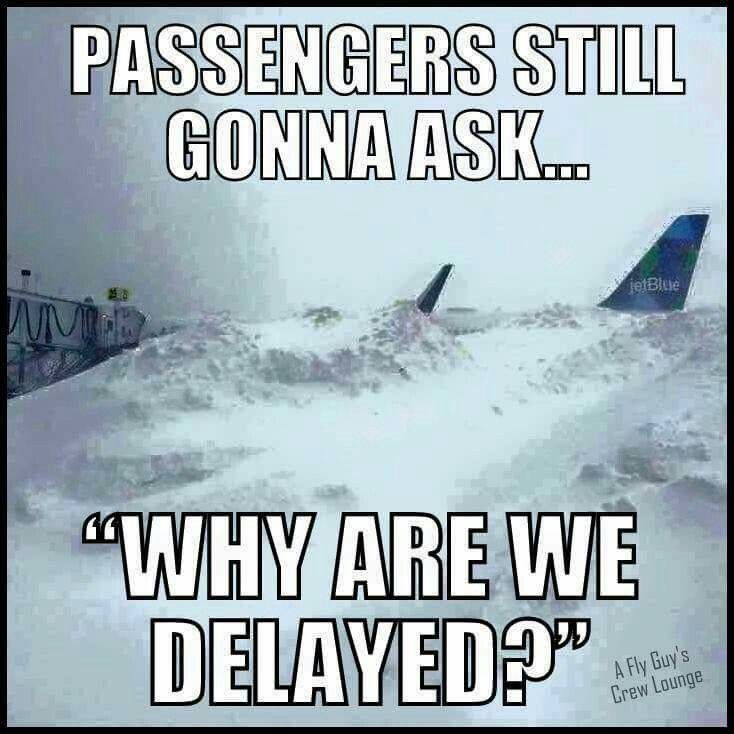 PASSENGERS STILL
GONNA ASK...
jetBlue
“WHY ARE WE
DELAYED?”
A Fly Guy's
Crew Lounge